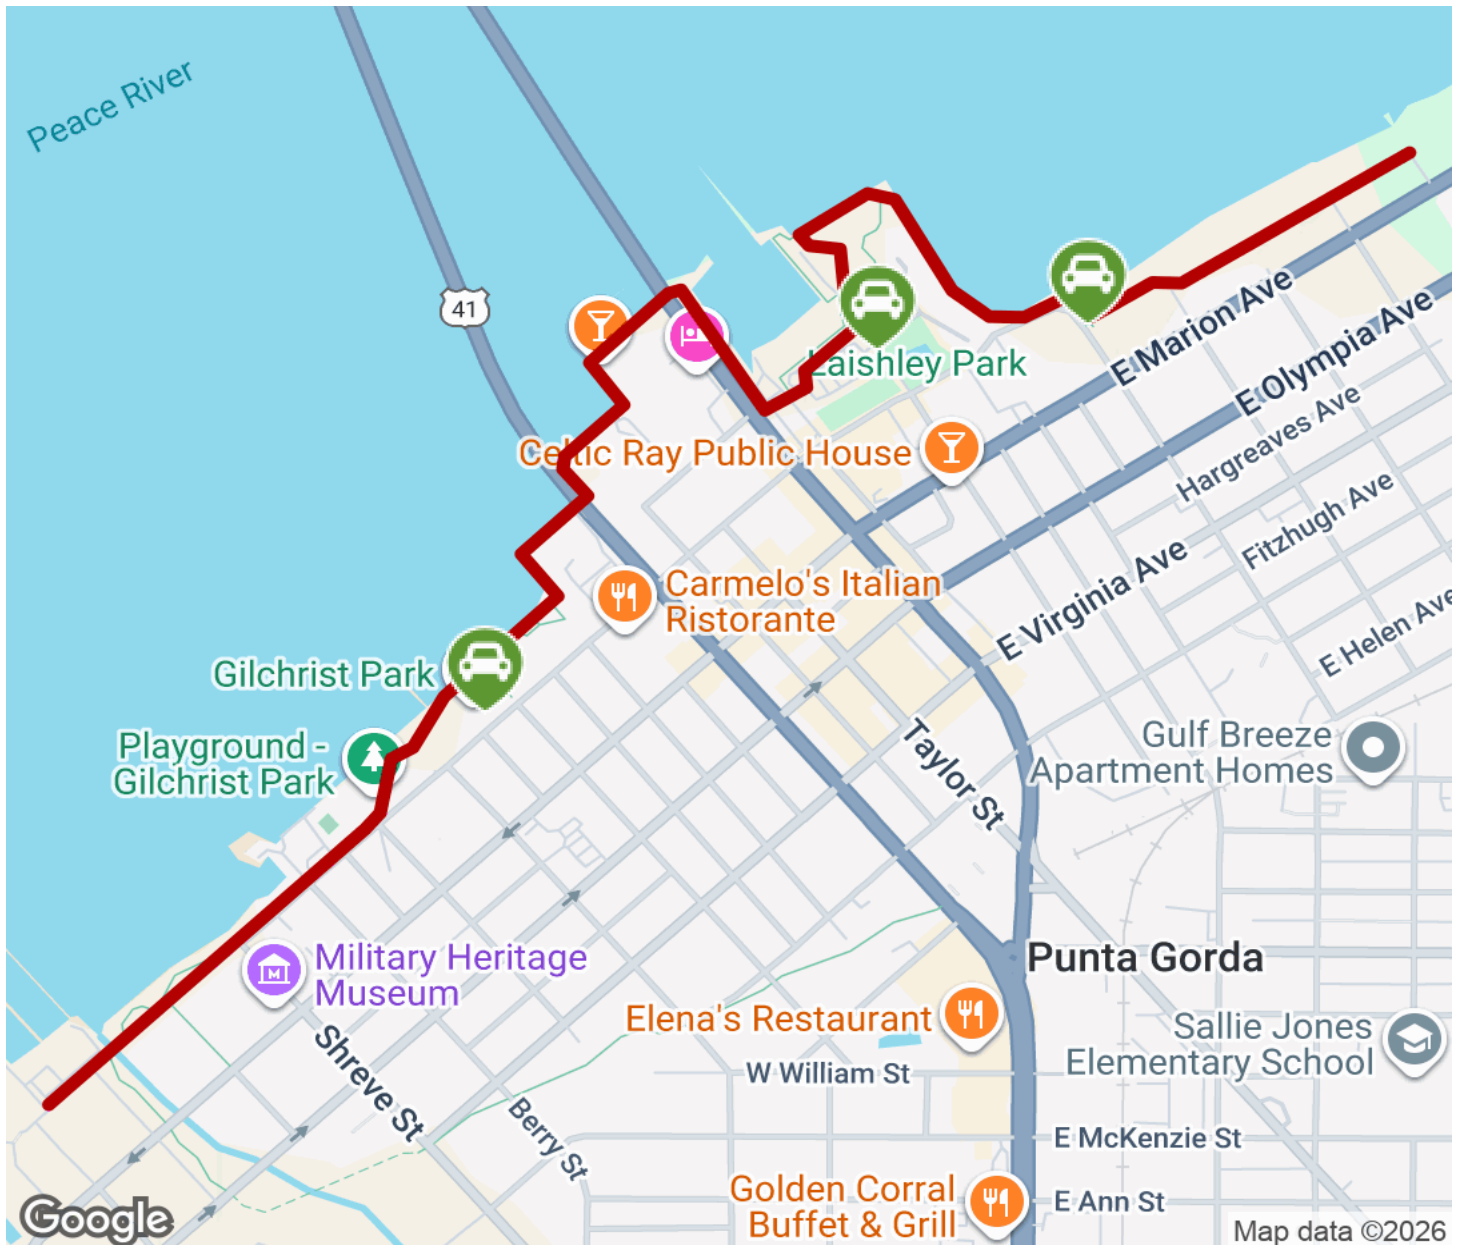 Peace River
41
E Marion Ave
E Olympia Ave
Laishley Park
Hargreaves Ave
Celtic Ray Public House
Fitzhugh Ave
E Virginia Ave
Carmelo's Italian
Ristorante
E Helen Ave
Gilchrist Park
Playground -
Gilchrist Park
Taylor St
Gulf Breeze
Apartment Homes
Military Heritage
Museum
Punta Gorda
Elena's Restaurant
Sallie Jones
Elementary School
Shreve St
W William St
Berry St
E McKenzie St
Golden Corral
Buffet & Grill
E Ann St
Google
Map data ©2026